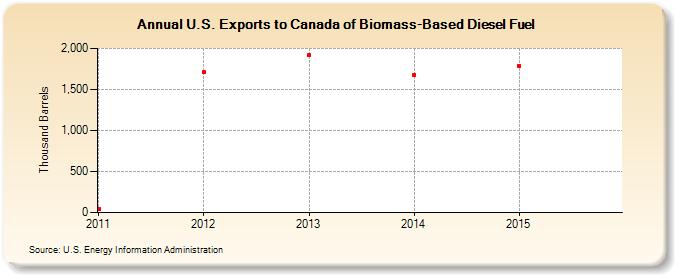 Annual U.S. Exports to Canada of Biomass-Based Diesel Fuel
Thousand Barrels
2,000
1,500
1,000
500
0
2011 2012 2013 2014 2015
Source: U.S. Energy Information Administration